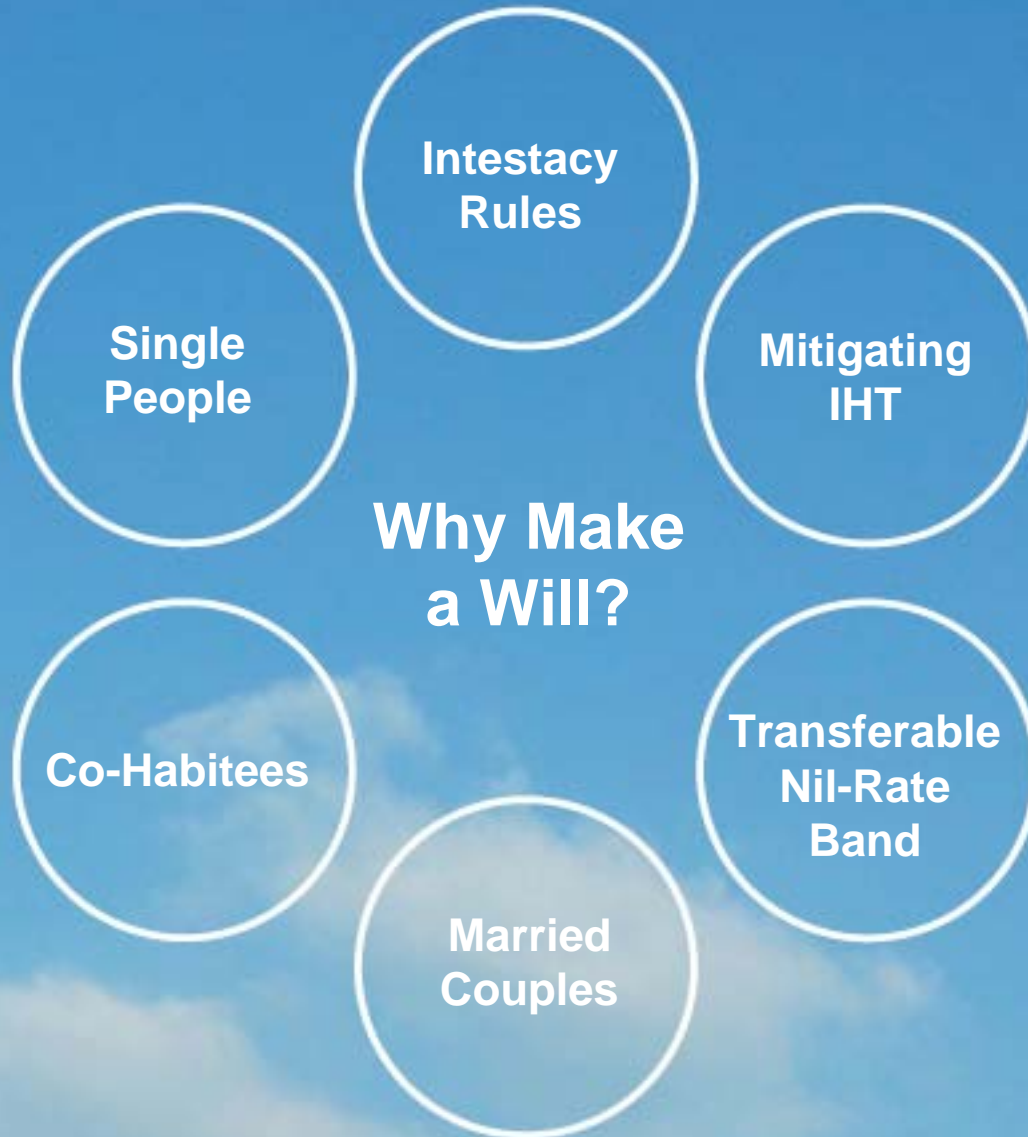 Intestacy
Rules
Single
People
Mitigating
IHT
Why Make
a Will?
Co-Habitees
Transferable
Nil-Rate
Band
Married
Couples